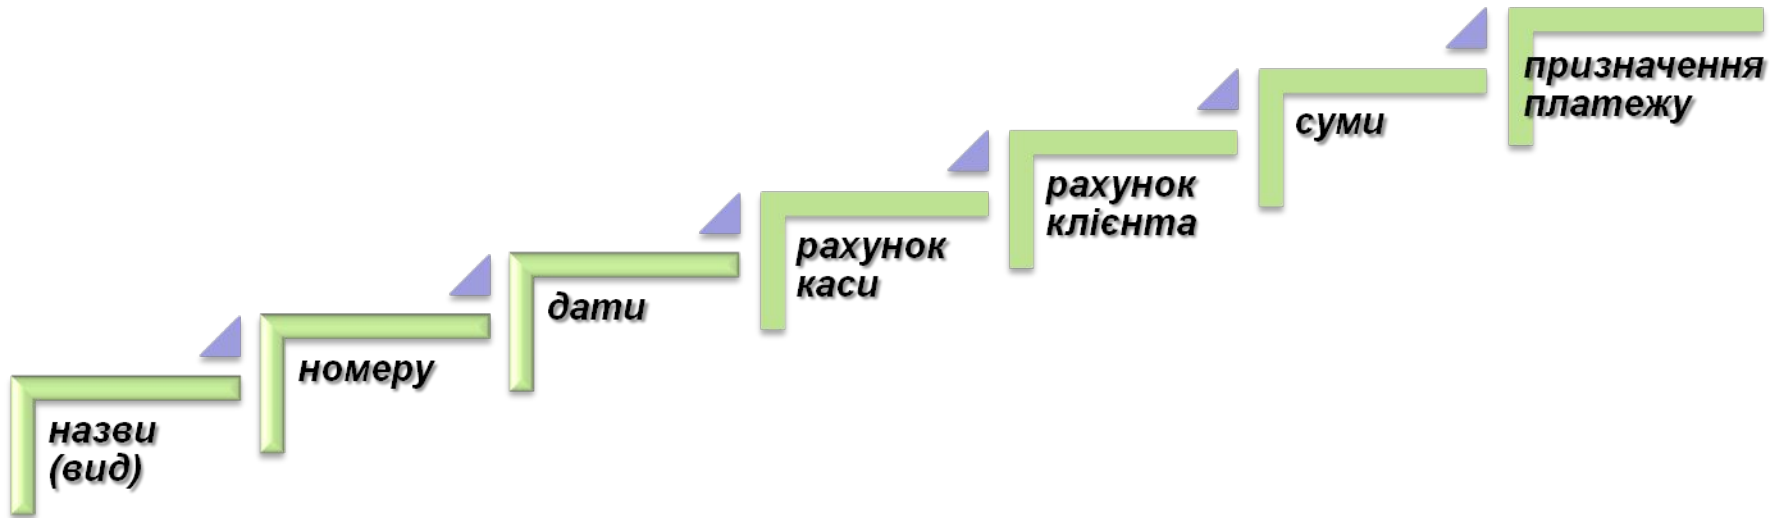 назви
(вид)
номеру
дати
рахунок
каси
рахунок
клієнта
суми
призначення
платежу